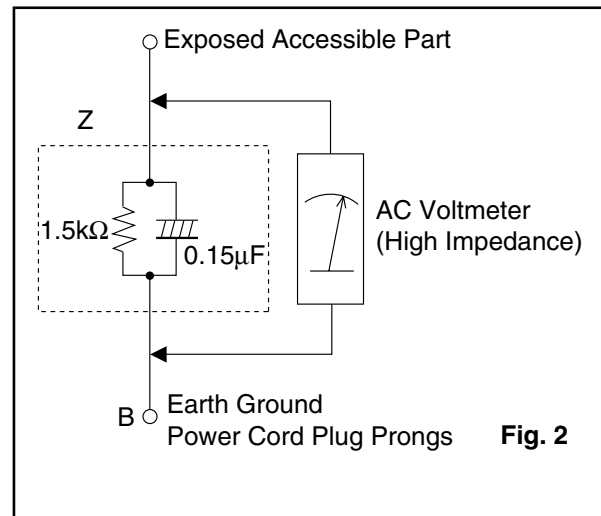 Exposed Accessible Part
Z
1.5kΩ
0.15μF
AC Voltmeter
(High Impedance)
B
Earth Ground
Power Cord Plug Prongs
Fig. 2